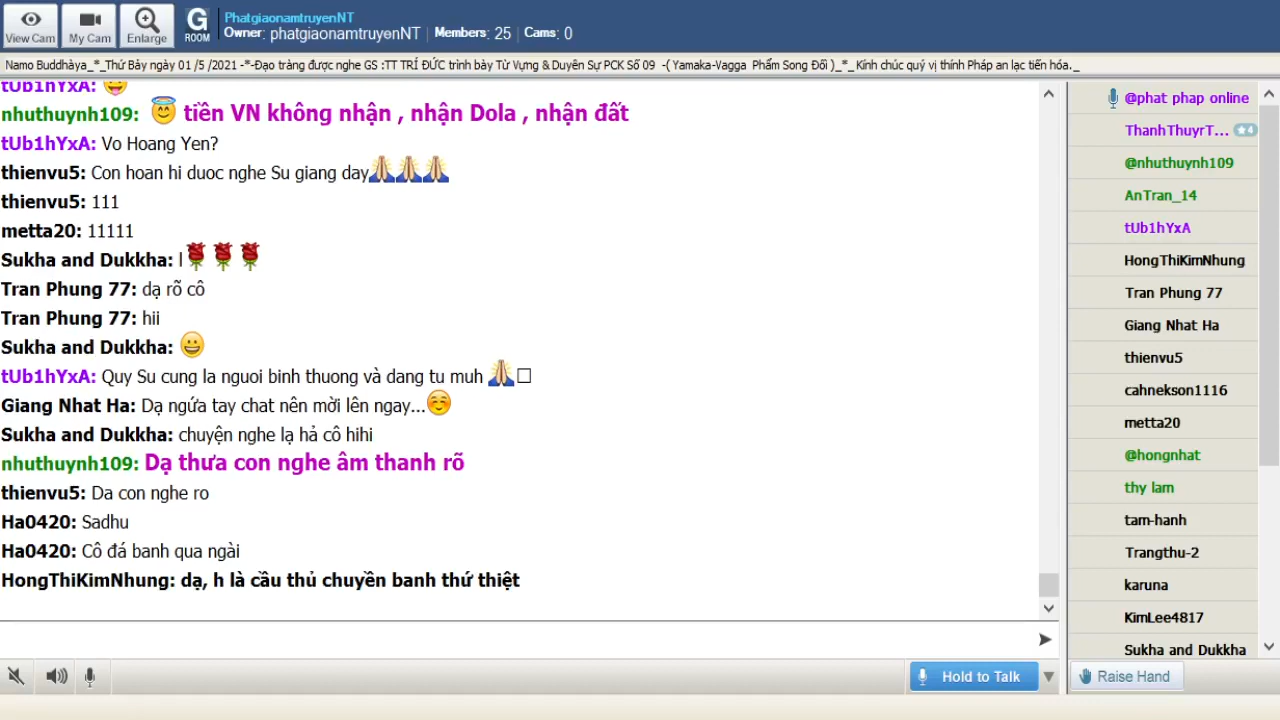 View Cam
My Cam
Enlarge
G
ROOM
PhatgiaonamtruyenNT
Owner: phatgiaonamtruyenNT | Members: 25 | Cams: 0
Namo Buddhàya_*_Thứ Bảy ngày 01 /5 /2021 -*-Đạo tràng được nghe GS :TT TRÍ ĐỨC trình bày Từ Vựng & Duyên Sự PCK Số 09 -( Yamaka-Vagga Phẩm Song Đối )_*_ Kính chúc quý vị thính Pháp an lạc tiến hóa._
tUb1hYxA: 😜
nhuthuynh109: 😇 tiền VN không nhận , nhận Dola , nhận đất
tUb1hYxA: Vo Hoang Yen?
thienvu5: Con hoan hi duoc nghe Su giang day🙏🙏🙏
thienvu5: 111
metta20: 11111
Sukha and Dukkha: l🌹🌹🌹
Tran Phung 77: dạ rõ cô
Tran Phung 77: hii
Sukha and Dukkha: 😀
tUb1hYxA: Quy Su cung la nguoi binh thuong và dang tu muh 🙏□
Giang Nhat Ha: Dạ ngứa tay chat nên mời lên ngay...☺️
Sukha and Dukkha: chuyện nghe lạ hả cô hihi
nhuthuynh109: Dạ thưa con nghe âm thanh rõ
thienvu5: Da con nghe ro
Ha0420: Sadhu
Ha0420: Cô đá banh qua ngài
HongThiKimNhung: dạ, h là cầu thủ chuyền banh thứ thiệt
@phat phap online
ThanhThuyrT... ★4
@nhuthuynh109
AnTran_14
tUb1hYxA
HongThiKimNhung
Tran Phung 77
Giang Nhat Ha
thienvu5
cahnekson1116
metta20
@hongnhat
thy lam
tam-hanh
Trangthu-2
karuna
KimLee4817
Sukha and Dukkha
Hold to Talk
Raise Hand